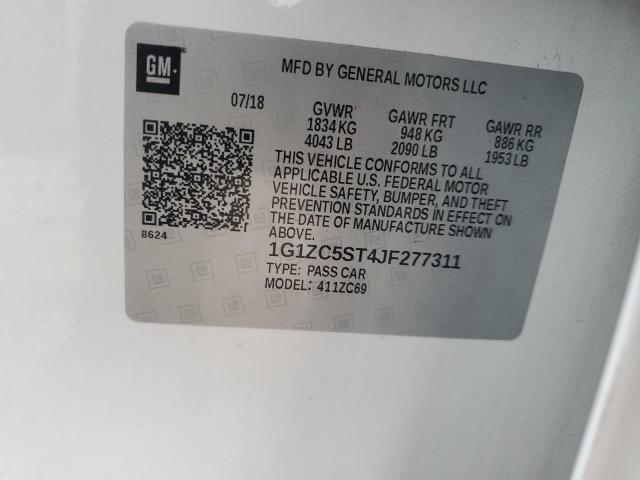 GM
MFD BY GENERAL MOTORS LLC
07/18 GVWR GAWR FRT GAWR RR
1834 KG 948 KG 886 KG
4043 LB 2090 LB 1953 LB
THIS VEHICLE CONFORMS TO ALL
APPLICABLE U.S. FEDERAL MOTOR
VEHICLE SAFETY, BUMPER, AND THEFT
PREVENTION STANDARDS IN EFFECT ON
THE DATE OF MANUFACTURE SHOWN
ABOVE.
8624
1G1ZC5ST4JF277311
TYPE: PASS CAR
MODEL: 411ZC69